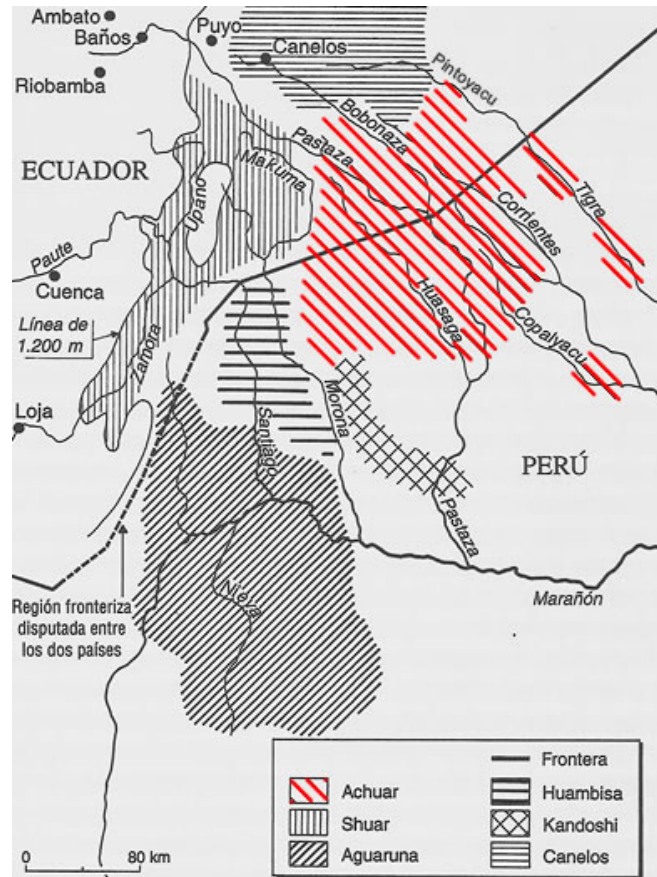 Ambato
Baños
Puyo
Canelos
Riobamba
Pintoyacu
Bobonaza
Pastaza
Makuma
ECUADOR
Upano
Tigre
Corrientes
Paute
Cuenca
Huasaga
Copalyacu
Línea de
1.200 m
Zamora
Loja
Santiago
Morona
PERÚ
Pastaza
Nieva
Marañón
Región fronteriza
disputada entre
los dos países
Frontera
Achuar
Huambisa
Shuar
Kandoshi
Aguaruna
Canelos
0 80 km